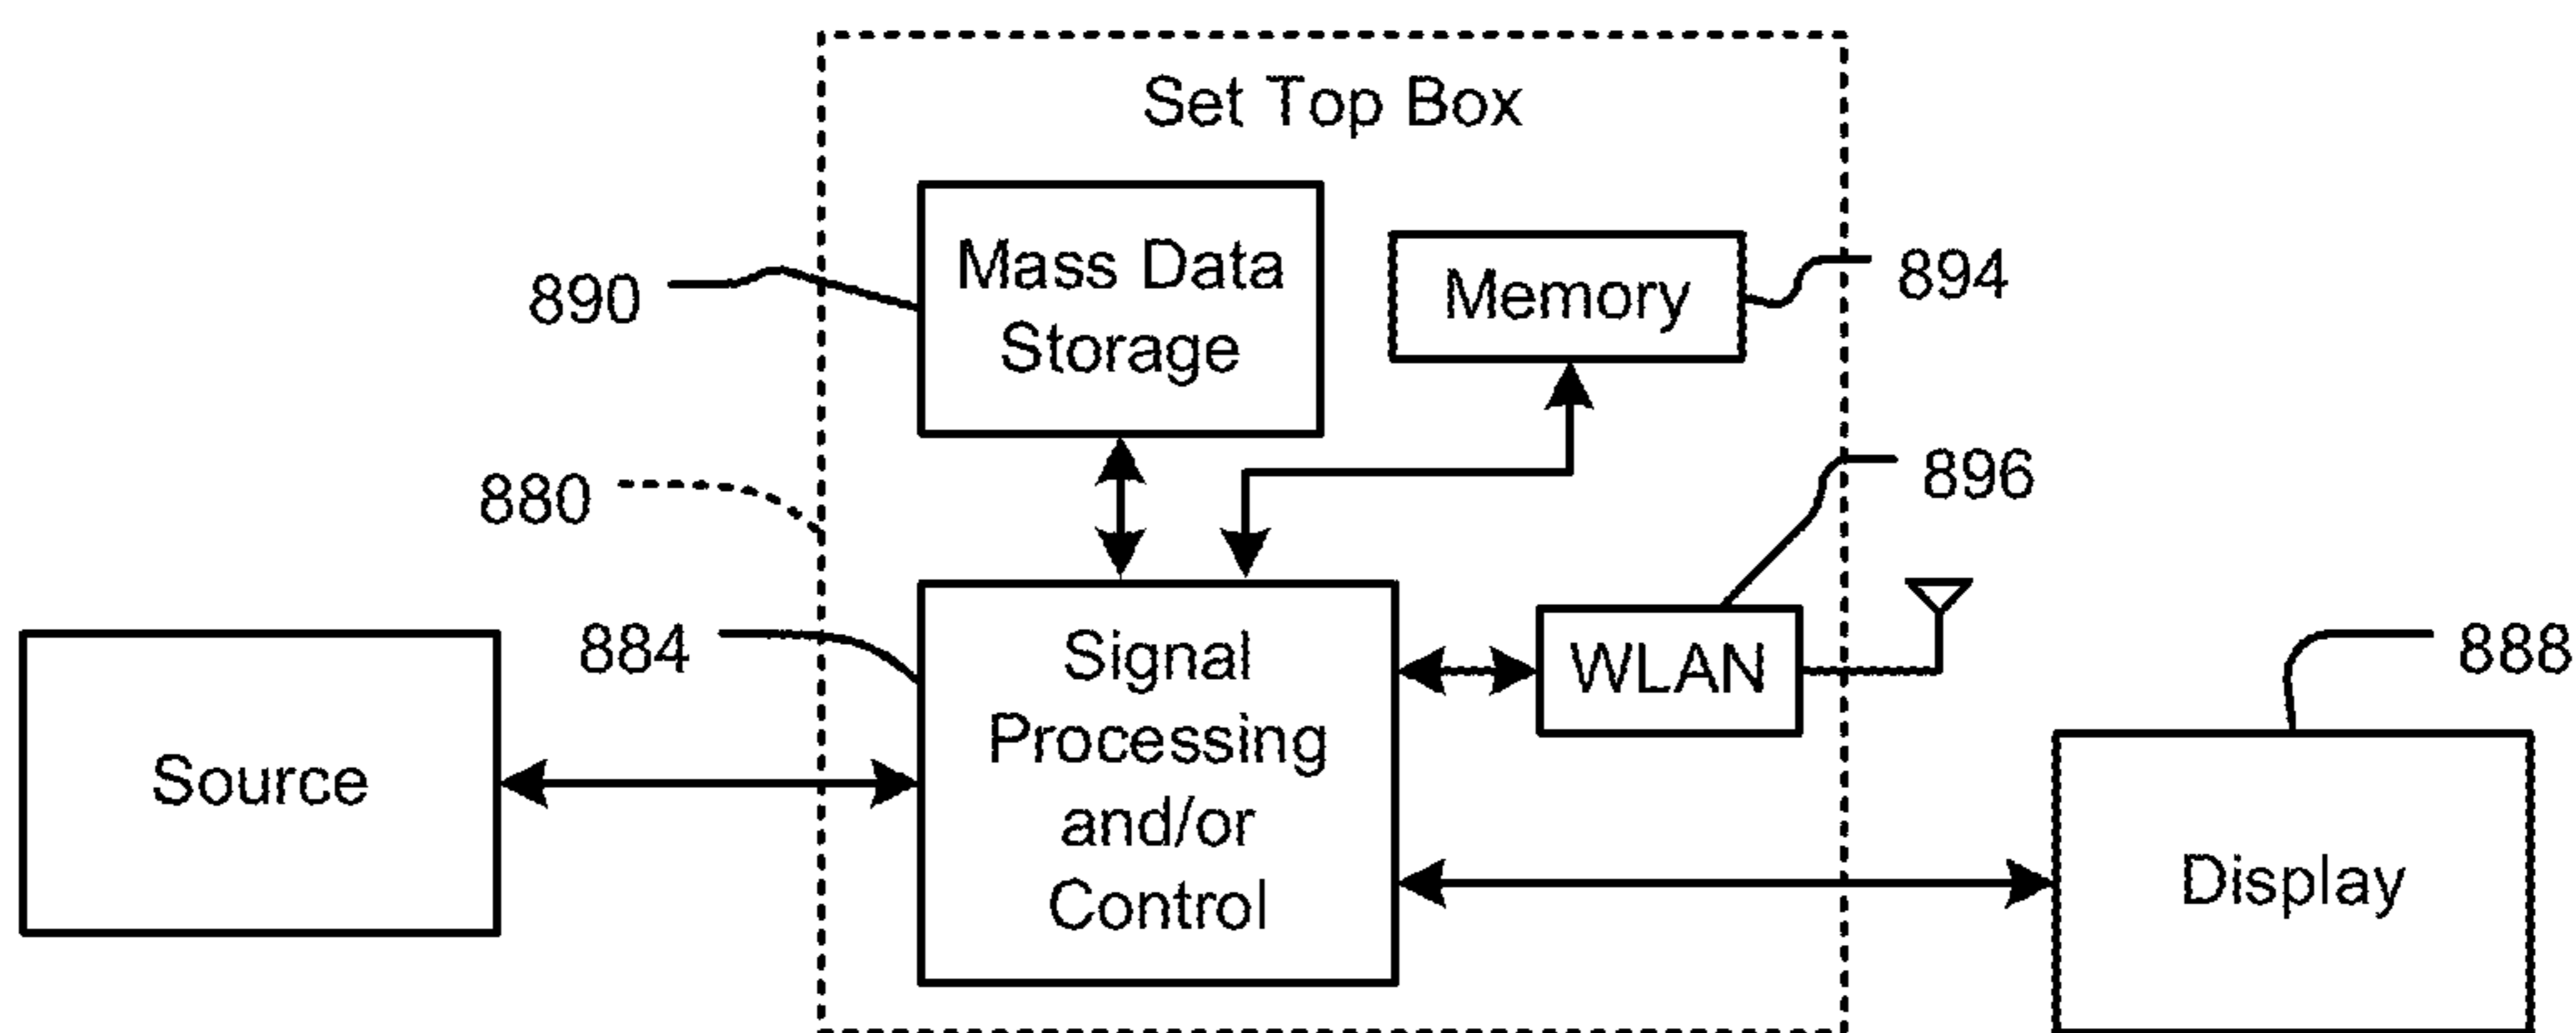 Set Top Box
Mass Data
Storage
Memory
890
894
880
896
884
Signal
Processing
and/or
Control
WLAN
888
Source
Display